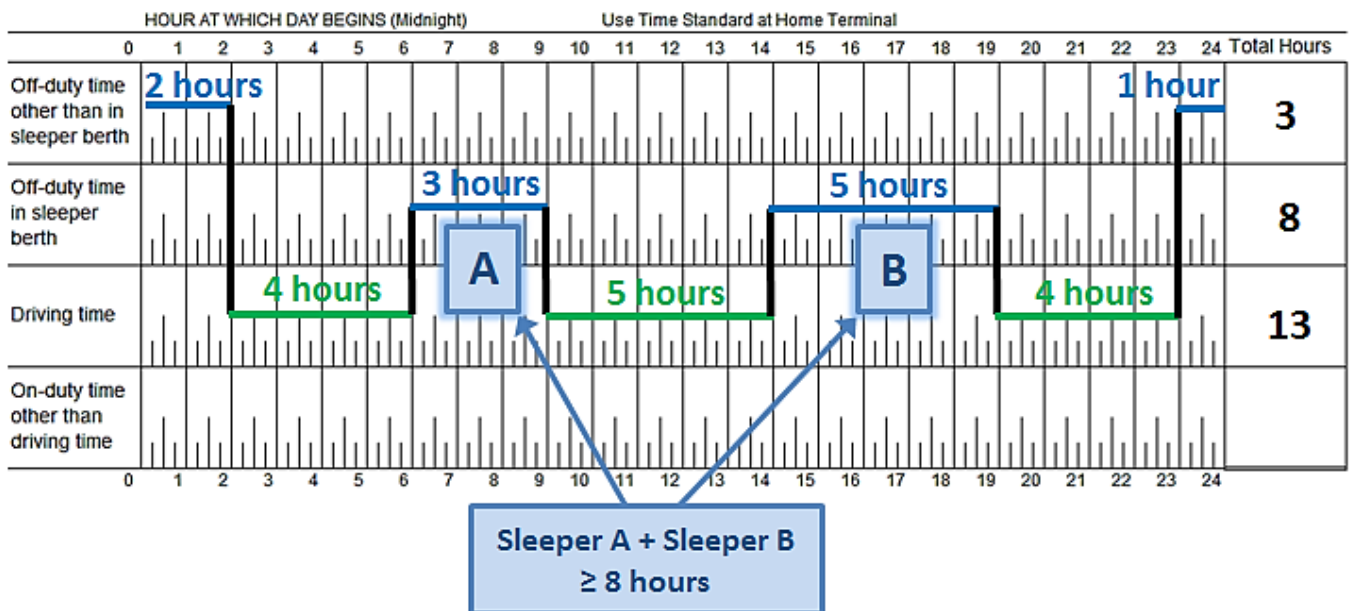 HOUR AT WHICH DAY BEGINS (Midnight) Use Time Standard at Home Terminal
0 1 2 3 4 5 6 7 8 9 10 11 12 13 14 15 16 17 18 19 20 21 22 23 24 Total Hours
Off-duty time
other than in
sleeper berth
2 hours
1 hour
3
Off-duty time
in sleeper
berth
3 hours
5 hours
8
A
B
Driving time
4 hours
5 hours
4 hours
13
On-duty time
other than
driving time
0 1 2 3 4 5 6 7 8 9 10 11 12 13 14 15 16 17 18 19 20 21 22 23 24
Sleeper A + Sleeper B
≥ 8 hours